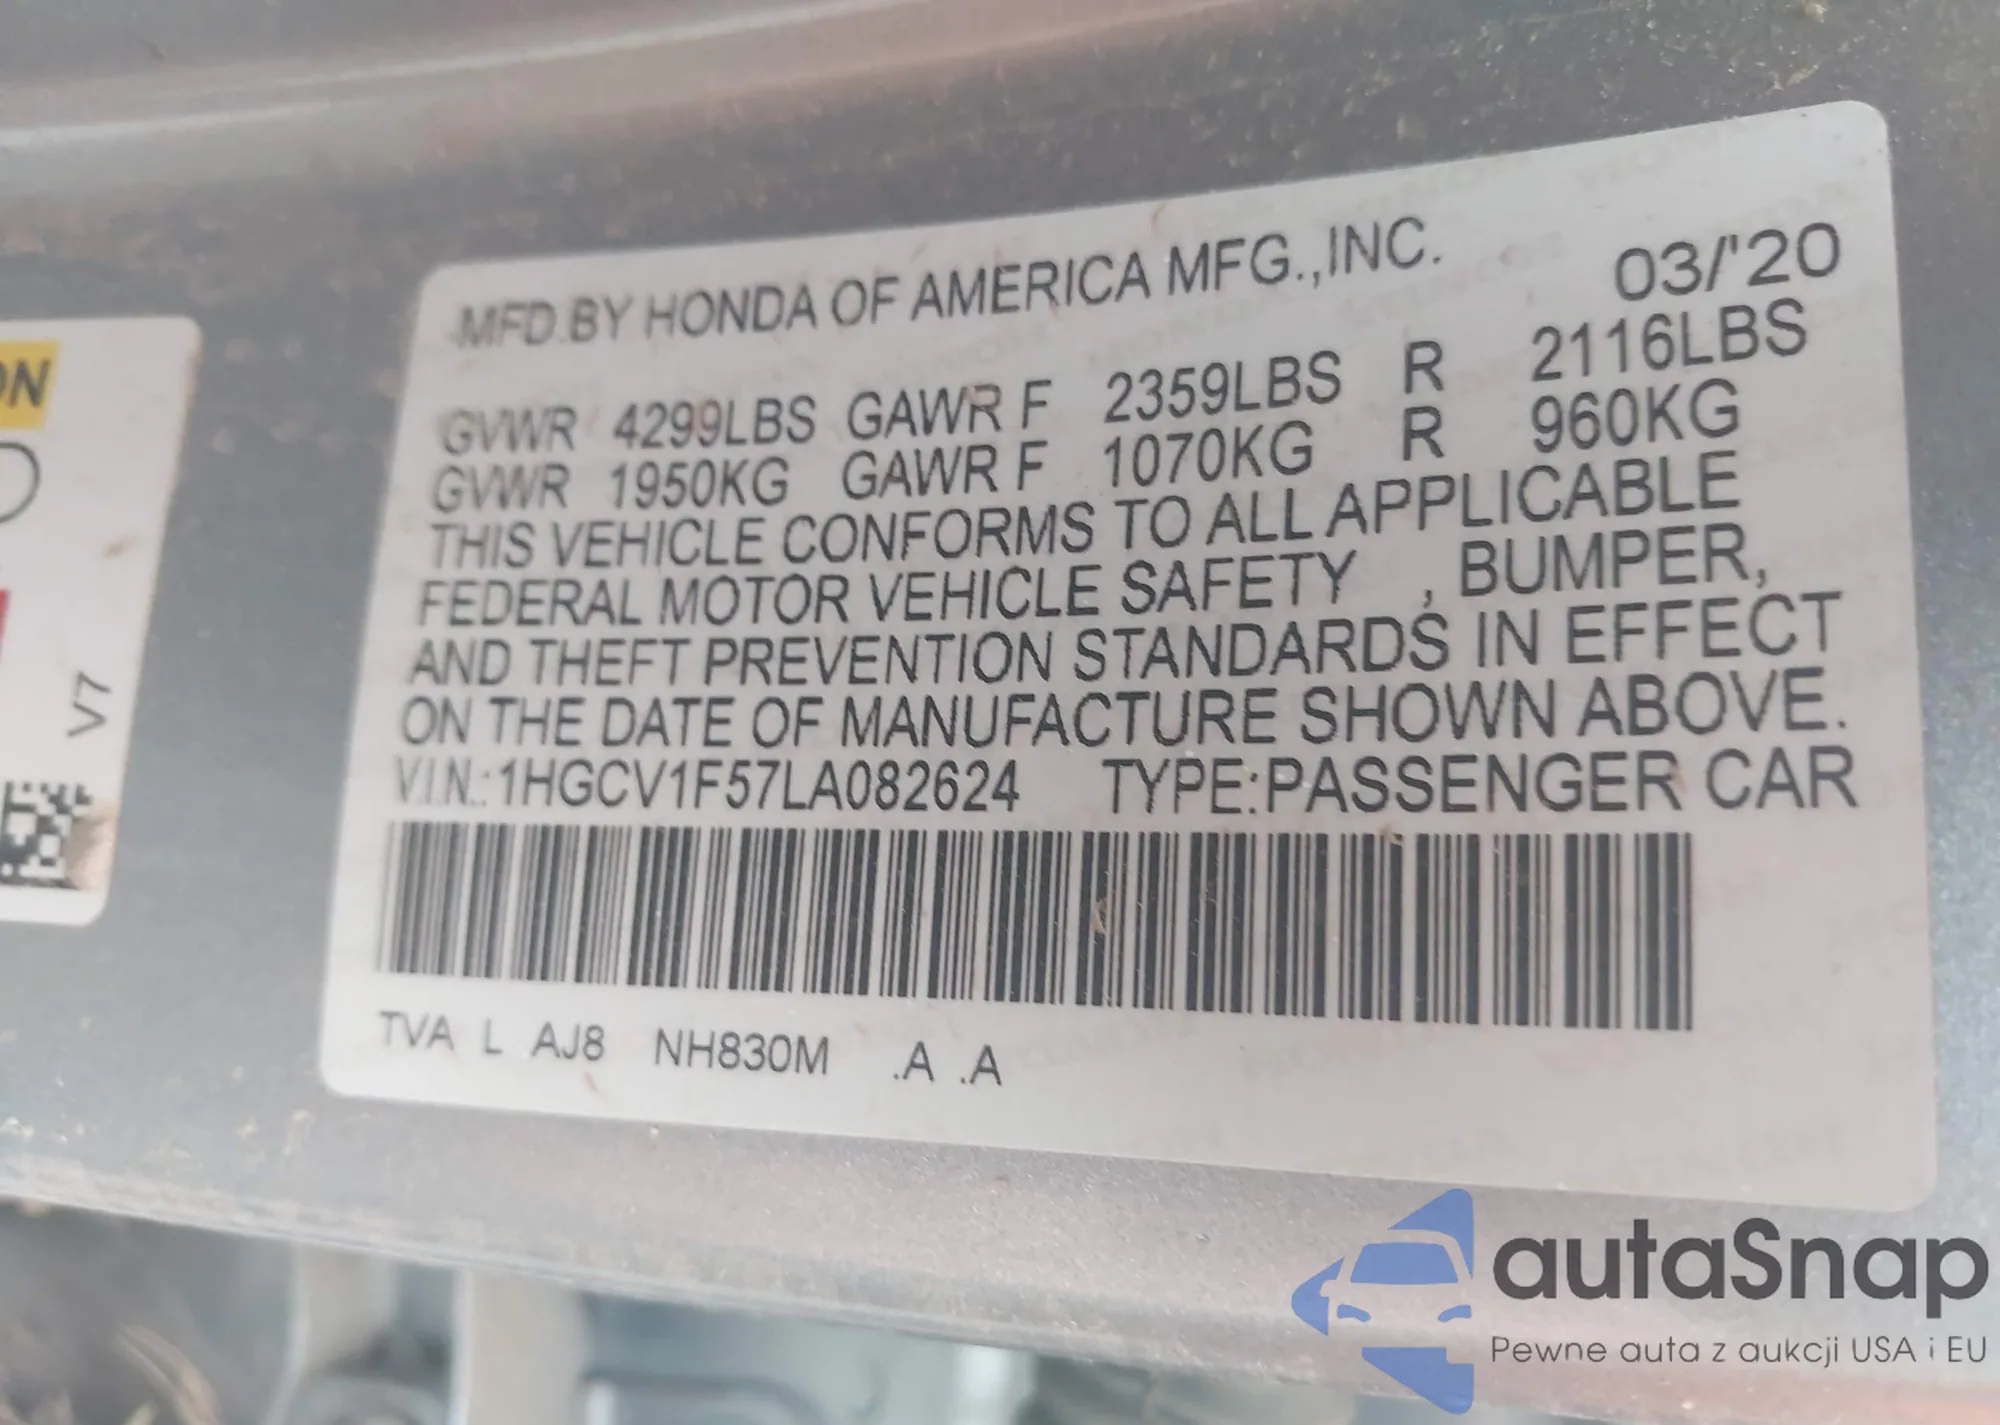 MFD.BY HONDA OF AMERICA MFG.,INC. 03/'20
GVWR 4299LBS GAWR F 2359LBS R 2116LBS
GVWR 1950KG GAWR F 1070KG R 960KG
THIS VEHICLE CONFORMS TO ALL APPLICABLE
FEDERAL MOTOR VEHICLE SAFETY , BUMPER,
AND THEFT PREVENTION STANDARDS IN EFFECT
ON THE DATE OF MANUFACTURE SHOWN ABOVE.
V.I.N.:1HGCV1F57LA082624 TYPE:PASSENGER CAR
TVA L AJ8 NH830M .A .A
ON
V7
autaSnap
Pewne auta z aukcji USA i EU